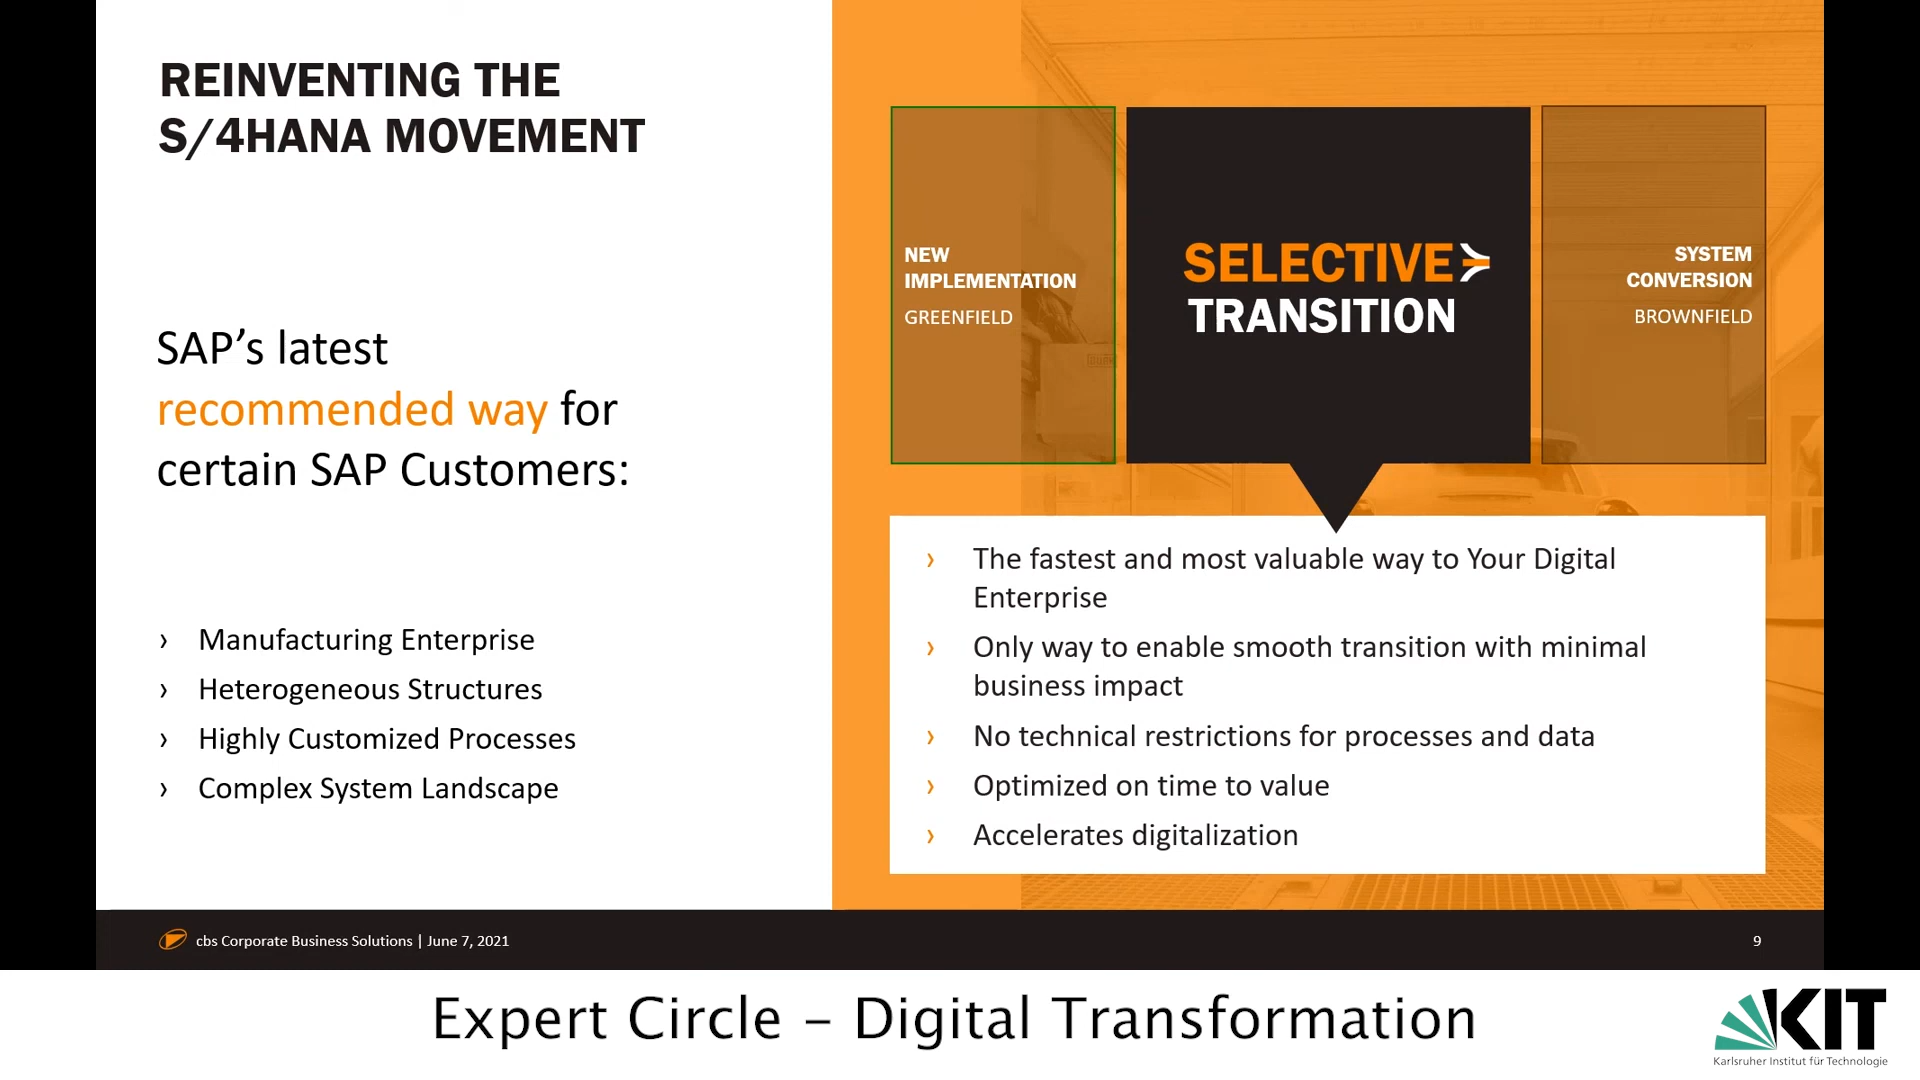 REINVENTING THE
S/4HANA MOVEMENT
SAP’s latest
recommended way for
certain SAP Customers:
› Manufacturing Enterprise
› Heterogeneous Structures
› Highly Customized Processes
› Complex System Landscape
NEW
IMPLEMENTATION
GREENFIELD
SELECTIVE
TRANSITION
SYSTEM
CONVERSION
BROWNFIELD
› The fastest and most valuable way to Your Digital
Enterprise
› Only way to enable smooth transition with minimal
business impact
› No technical restrictions for processes and data
› Optimized on time to value
› Accelerates digitalization
cbs Corporate Business Solutions | June 7, 2021
9
Expert Circle – Digital Transformation
KIT
Karlsruher Institut für Technologie